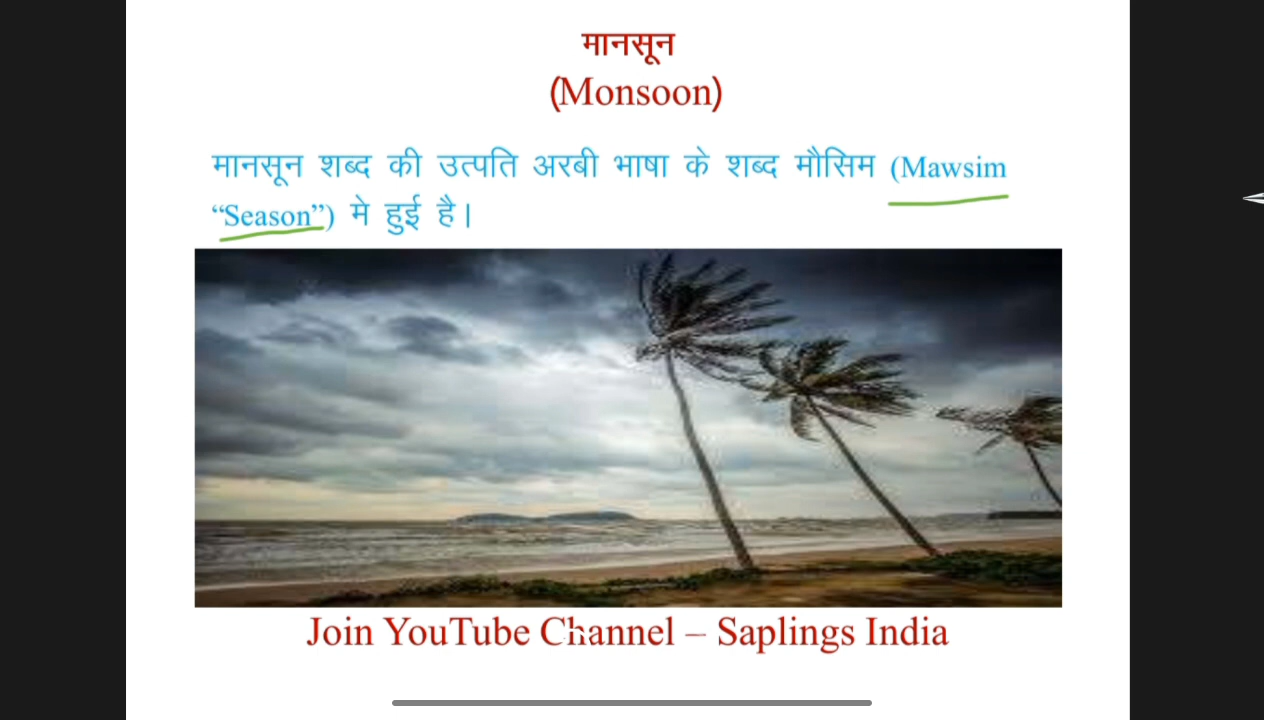 मानसून
(Monsoon)
मानसून शब्द की उत्पति अरबी भाषा के शब्द मौसिम (Mawsim
“Season”) मे हुई है।
Join YouTube Channel – Saplings India